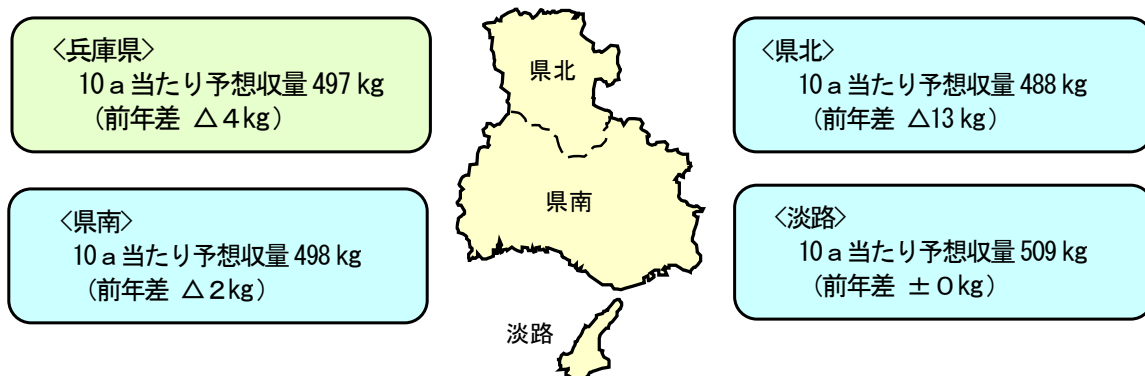 <兵庫県>
10a当たり予想収量 497 kg
(前年差 △4kg)
<県北>
10a当たり予想収量 488 kg
(前年差 △13 kg)
<県南>
10a当たり予想収量 498 kg
(前年差 △2kg)
<淡路>
10a当たり予想収量 509 kg
(前年差 ±0kg)
県北
県南
淡路